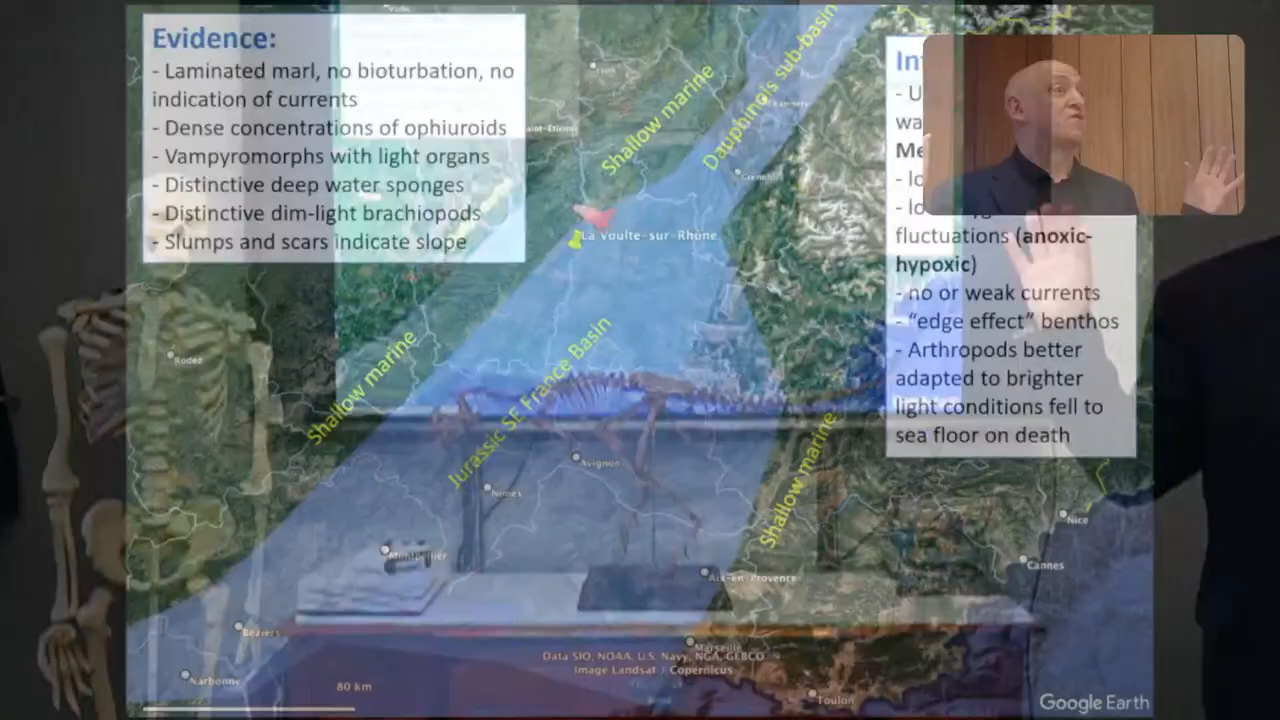 Evidence:
- Laminated marl, no bioturbation, no
indication of currents
- Dense concentrations of ophiuroids
- Vampyromorphs with light organs
- Distinctive deep water sponges
- Distinctive dim-light brachiopods
- Slumps and scars indicate slope
fluctuations (anoxic-
hypoxic)
- no or weak currents
- “edge effect” benthos
- Arthropods better
adapted to brighter
light conditions fell to
sea floor on death
Shallow marine
Dauphinois sub-basin
La Voulte-sur-Rhône
Shallow marine
Jurassic SE France Basin
Shallow marine
Rodez
Avignon
Nimes
Montpellier
Aix-en-Provence
Nice
Cannes
Beziers
Narbonne
Marseille
Toulon
Data SIO, NOAA, U.S. Navy, NGA, GEBCO
Image Landsat / Copernicus
80 km
Google Earth